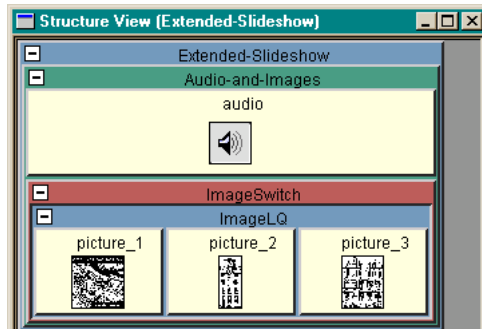 Structure View (Extended-Slideshow)
Extended-Slideshow
Audio-and-Images
audio
ImageSwitch
ImageLQ
picture_1 picture_2 picture_3